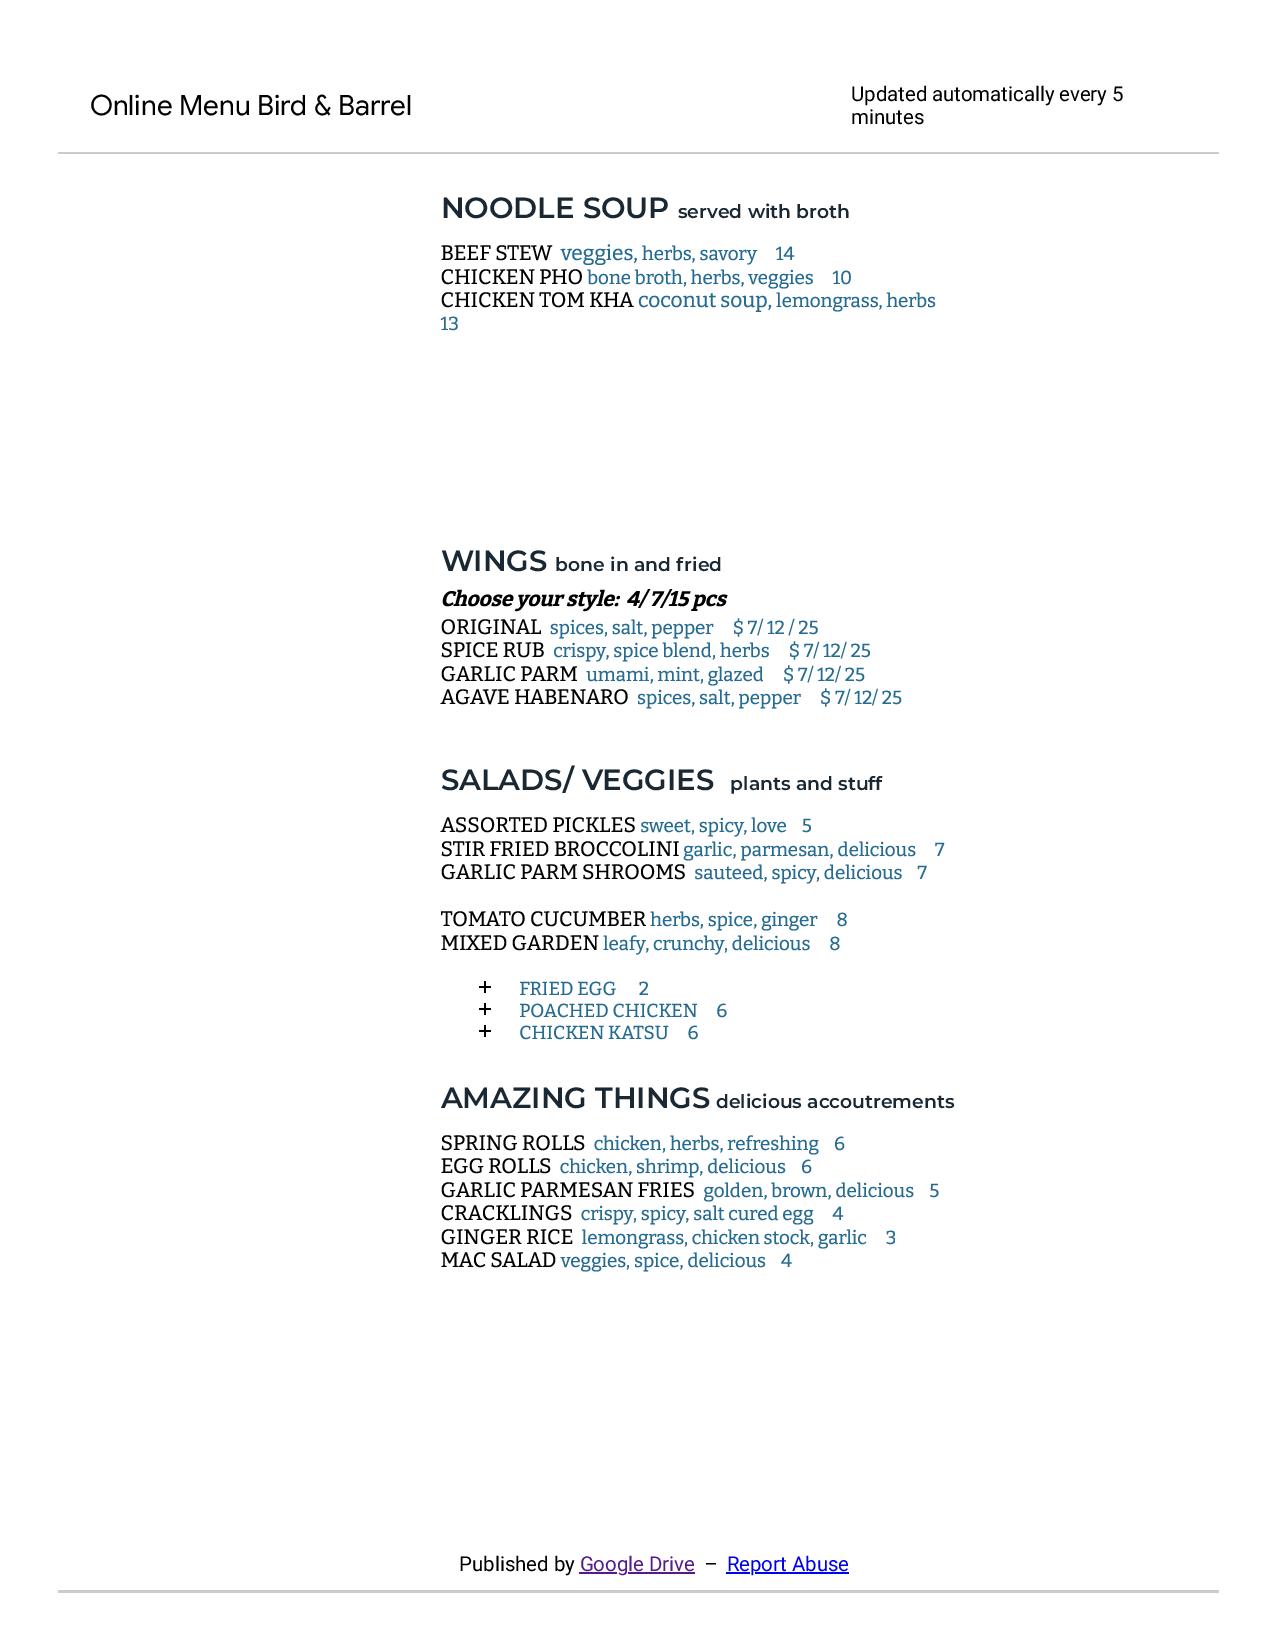 Online Menu Bird & Barrel
Updated automatically every 5
minutes
NOODLE SOUP served with broth
BEEF STEW veggies, herbs, savory 14
CHICKEN PHO bone broth, herbs, veggies 10
CHICKEN TOM KHA coconut soup, lemongrass, herbs
13
WINGS bone in and fried
Choose your style: 4/ 7/15 pcs
ORIGINAL spices, salt, pepper $ 7/ 12 / 25
SPICE RUB crispy, spice blend, herbs $ 7/ 12/ 25
GARLIC PARM umami, mint, glazed $ 7/ 12/ 25
AGAVE HABENARO spices, salt, pepper $ 7/ 12/ 25
SALADS/ VEGGIES plants and stuff
ASSORTED PICKLES sweet, spicy, love 5
STIR FRIED BROCCOLINI garlic, parmesan, delicious 7
GARLIC PARM SHROOMS sauteed, spicy, delicious 7
TOMATO CUCUMBER herbs, spice, ginger 8
MIXED GARDEN leafy, crunchy, delicious 8
+ FRIED EGG 2
+ POACHED CHICKEN 6
+ CHICKEN KATSU 6
AMAZING THINGS delicious accoutrements
SPRING ROLLS chicken, herbs, refreshing 6
EGG ROLLS chicken, shrimp, delicious 6
GARLIC PARMESAN FRIES golden, brown, delicious 5
CRACKLINGS crispy, spicy, salt cured egg 4
GINGER RICE lemongrass, chicken stock, garlic 3
MAC SALAD veggies, spice, delicious 4
Published by Google Drive – Report Abuse